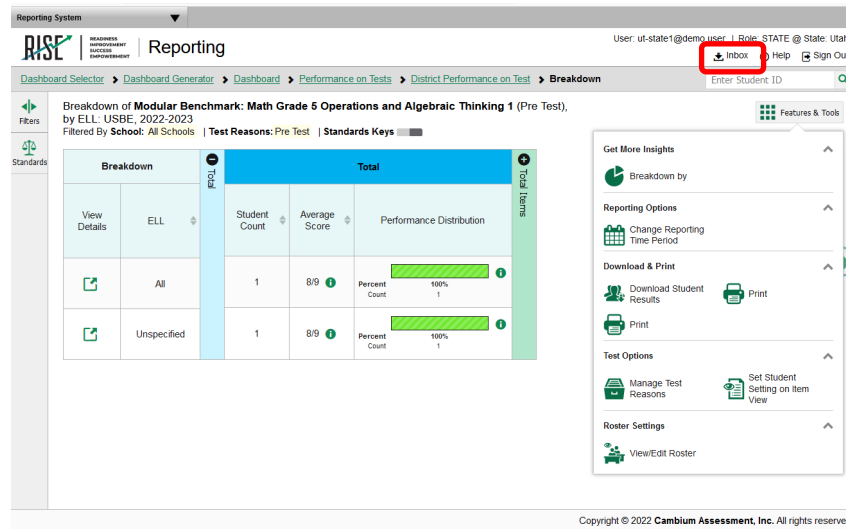 Reporting System
User: ut-state1@demo.user | Role: STATE @ State: Utah
RISE
READINESS
IMPROVEMENT
SUCCESS
EMPOWERMENT
Reporting
Inbox Help Sign Ou
Dashboard Selector Dashboard Generator Dashboard Performance on Tests District Performance on Test Breakdown
Enter Student ID
Filters
Standards
Breakdown of Modular Benchmark: Math Grade 5 Operations and Algebraic Thinking 1 (Pre Test),
by ELL: USBE, 2022-2023
Filtered By School: All Schools | Test Reasons: Pre Test | Standards Keys
Features & Tools
Breakdown Total Total Total Items
View Details ELL Student Count Average Score Performance Distribution
All 1 8/9 Percent 100%
Count 1
Unspecified 1 8/9 Percent 100%
Count 1
Get More Insights
Breakdown by
Reporting Options
Change Reporting
Time Period
Download & Print
Download Student
Results
Print
Print
Test Options
Manage Test
Reasons
Set Student
Setting on Item
View
Roster Settings
View/Edit Roster
Copyright © 2022 Cambium Assessment, Inc. All rights reserve